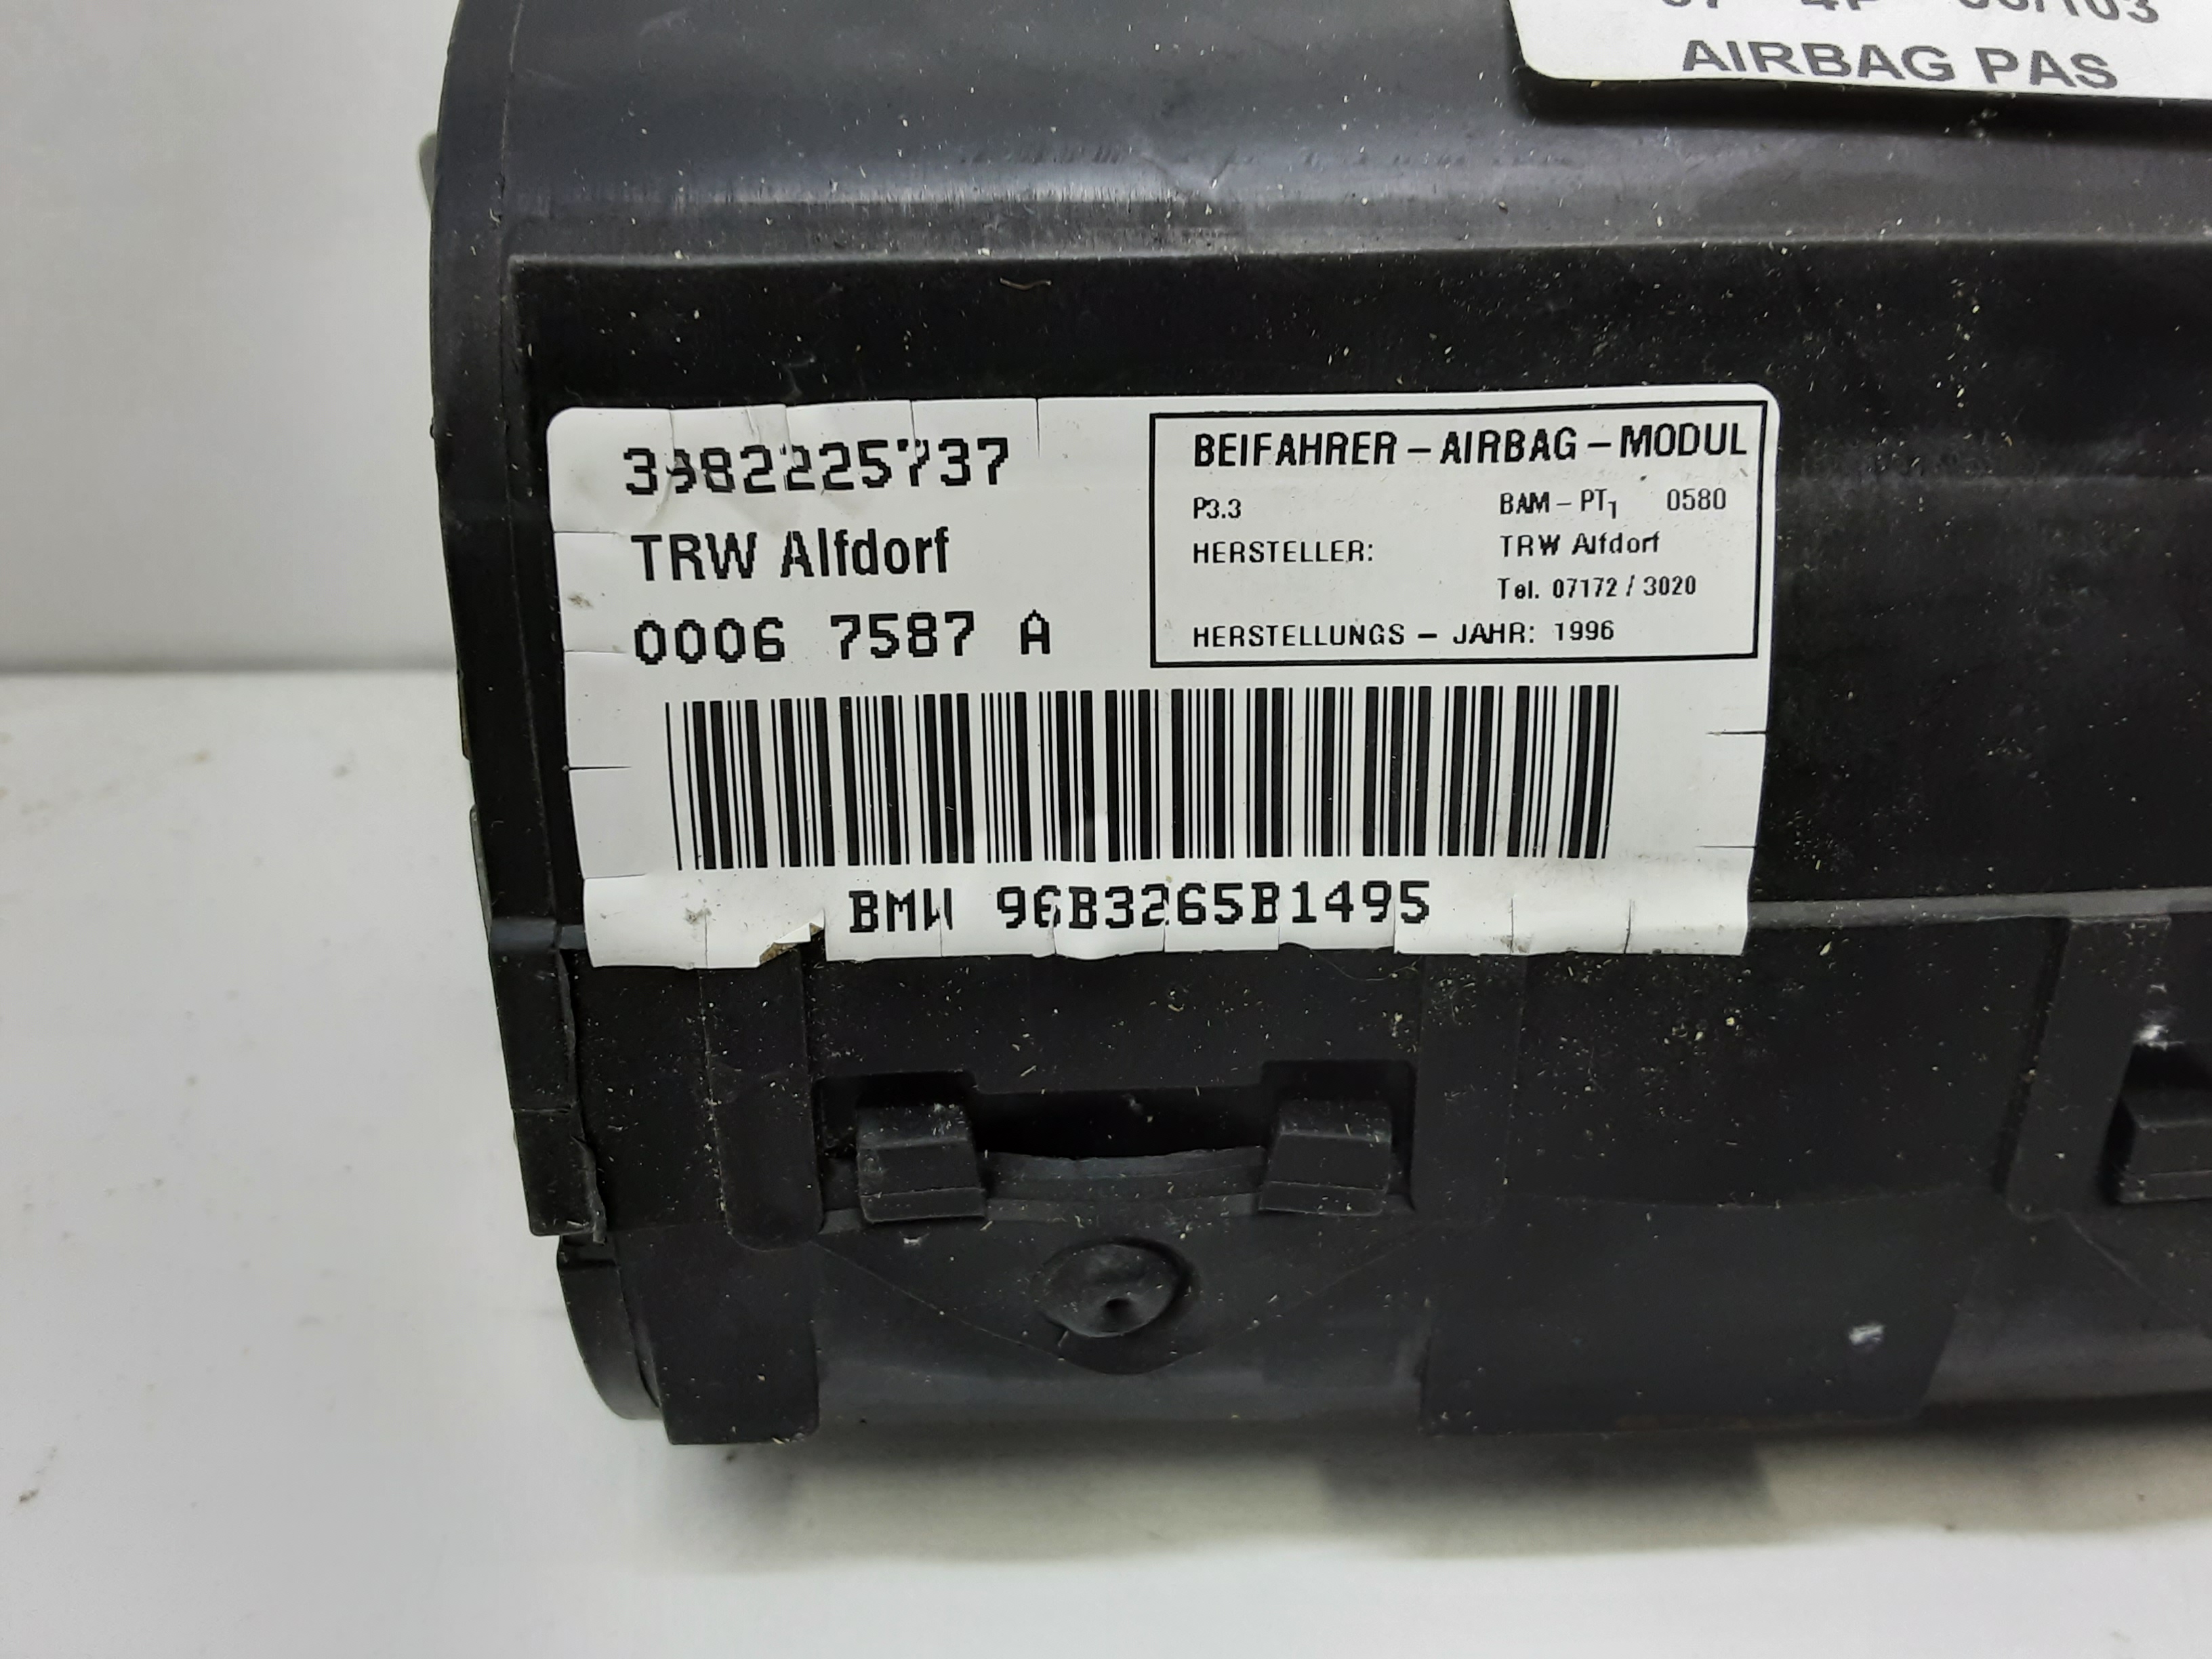 AIRBAG PAS
3982225737
TRW Alfdorf
0006 7587 A
BEIFAHRER – AIRBAG – MODUL
P3.3 BAM – PT1 0580
HERSTELLER: TRW Alfdorf
Tel. 07172 / 3020
HERSTELLUNGS – JAHR: 1996
BMW 96B3265B1495